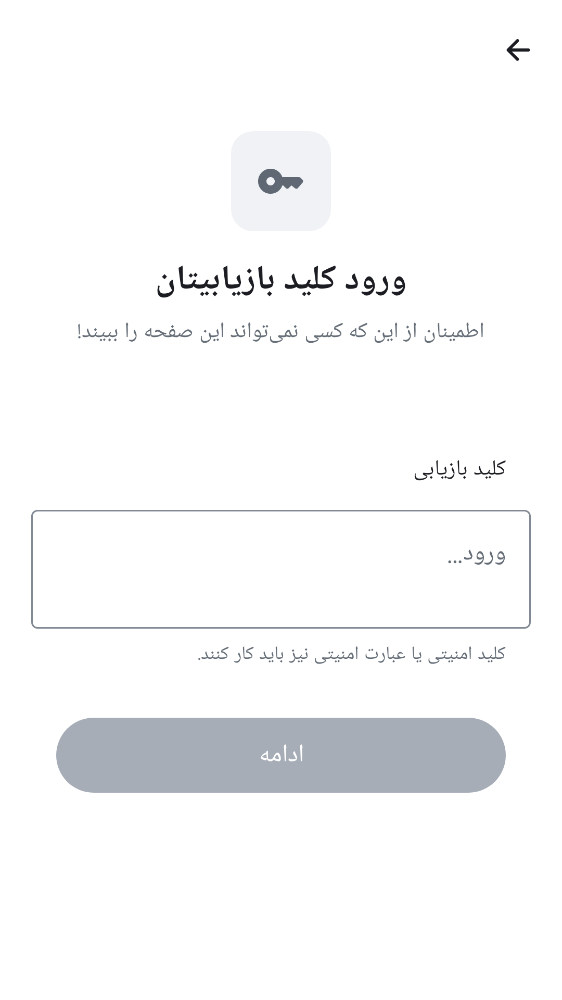 ورود کلید بازیابیتان
اطمینان از این که کسی نمی‌تواند این صفحه را ببیند!
کلید بازیابی
ورود…
کلید امنیتی یا عبارت امنیتی نیز باید کار کنند.
ادامه